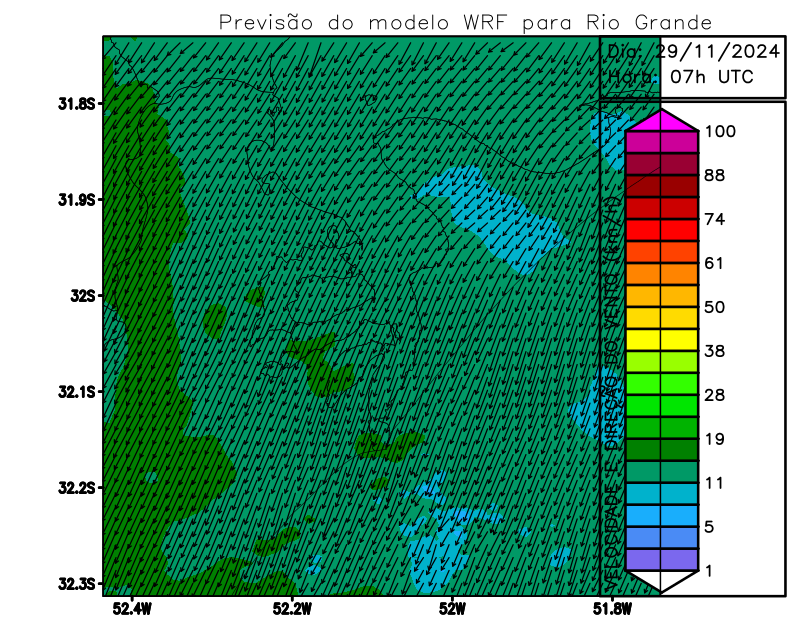 Previsão do modelo WRF para Rio Grande
Dia: 29/11/2024
Hora: 07h UTC
31.8S
31.9S
32S
32.1S
32.2S
32.3S
52.4W
52.2W
52W
51.8W
VELOCIDADE E DIREÇÃO DO VENTO (km/h)
100
88
74
61
50
38
28
19
11
5
1